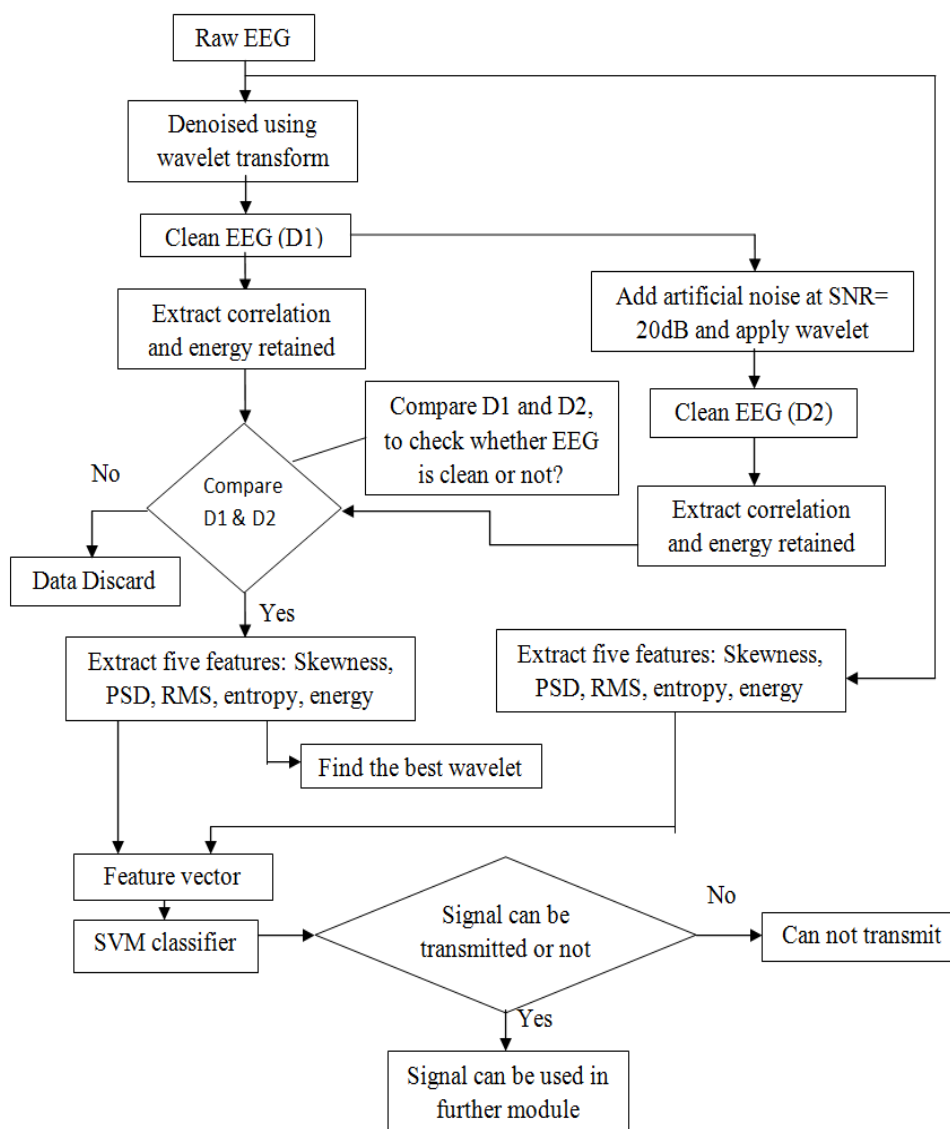 Raw EEG
Denoised using
wavelet transform
Clean EEG (D1)
Extract correlation
and energy retained
Add artificial noise at SNR=
20dB and apply wavelet
Clean EEG (D2)
Extract correlation
and energy retained
Compare D1 and D2,
to check whether EEG
is clean or not?
Compare
D1 & D2
No
Data Discard
Yes
Extract five features: Skewness,
PSD, RMS, entropy, energy
Extract five features: Skewness,
PSD, RMS, entropy, energy
Find the best wavelet
Feature vector
SVM classifier
Signal can be
transmitted or not
No
Can not transmit
Yes
Signal can be used in
further module